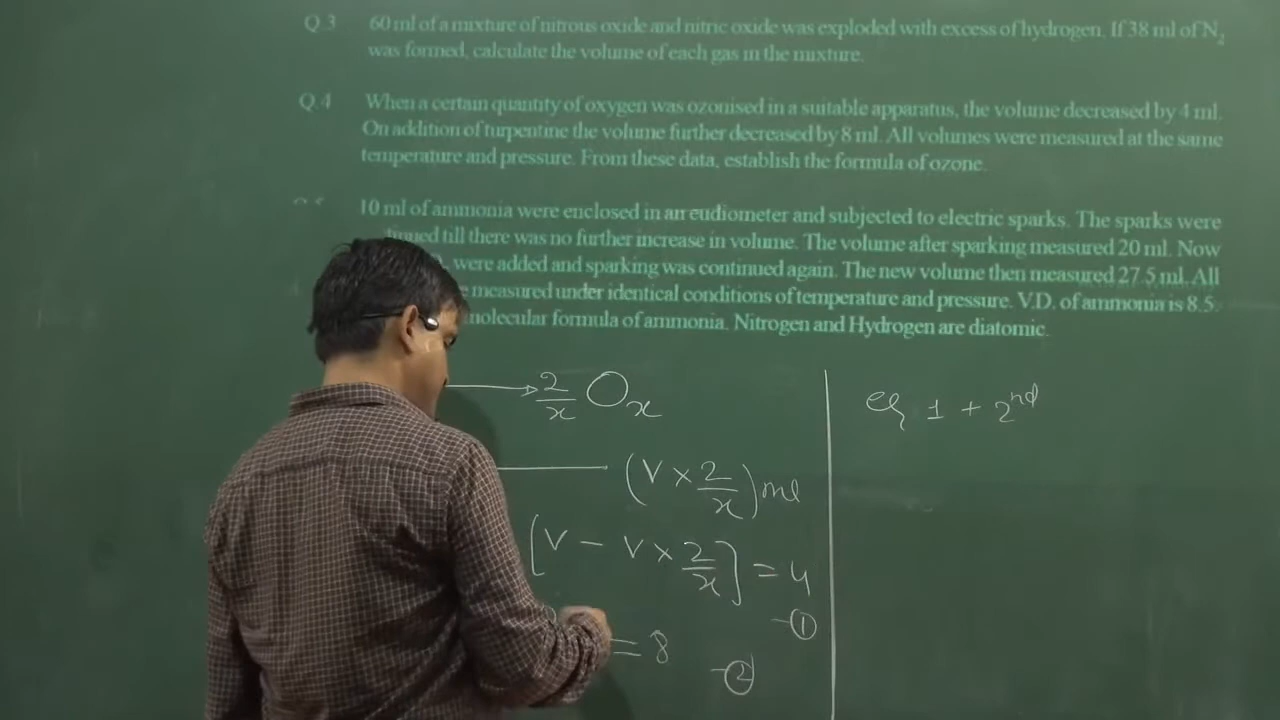 Q.3 60 ml of a mixture of nitrous oxide and nitric oxide was exploded with excess of hydrogen. If 38 ml of N₂
was formed, calculate the volume of each gas in the mixture.
Q.4 When a certain quantity of oxygen was ozonised in a suitable apparatus, the volume decreased by 4 ml.
On addition of turpentine the volume further decreased by 8 ml. All volumes were measured at the same
temperature and pressure. From these data, establish the formula of ozone.
10 ml of ammonia were enclosed in an eudiometer and subjected to electric sparks. The sparks were
till there was no further increase in volume. The volume after sparking measured 20 ml. Now
were added and sparking was continued again. The new volume then measured 27.5 ml. All
measured under identical conditions of temperature and pressure. V.D. of ammonia is 8.5.
molecular formula of ammonia. Nitrogen and Hydrogen are diatomic.
→ 2/x Oₓ
(V × 2/x) ml
[V − V × 2/x] = 4
-①
= 8
-②
eq 1 + 2nd